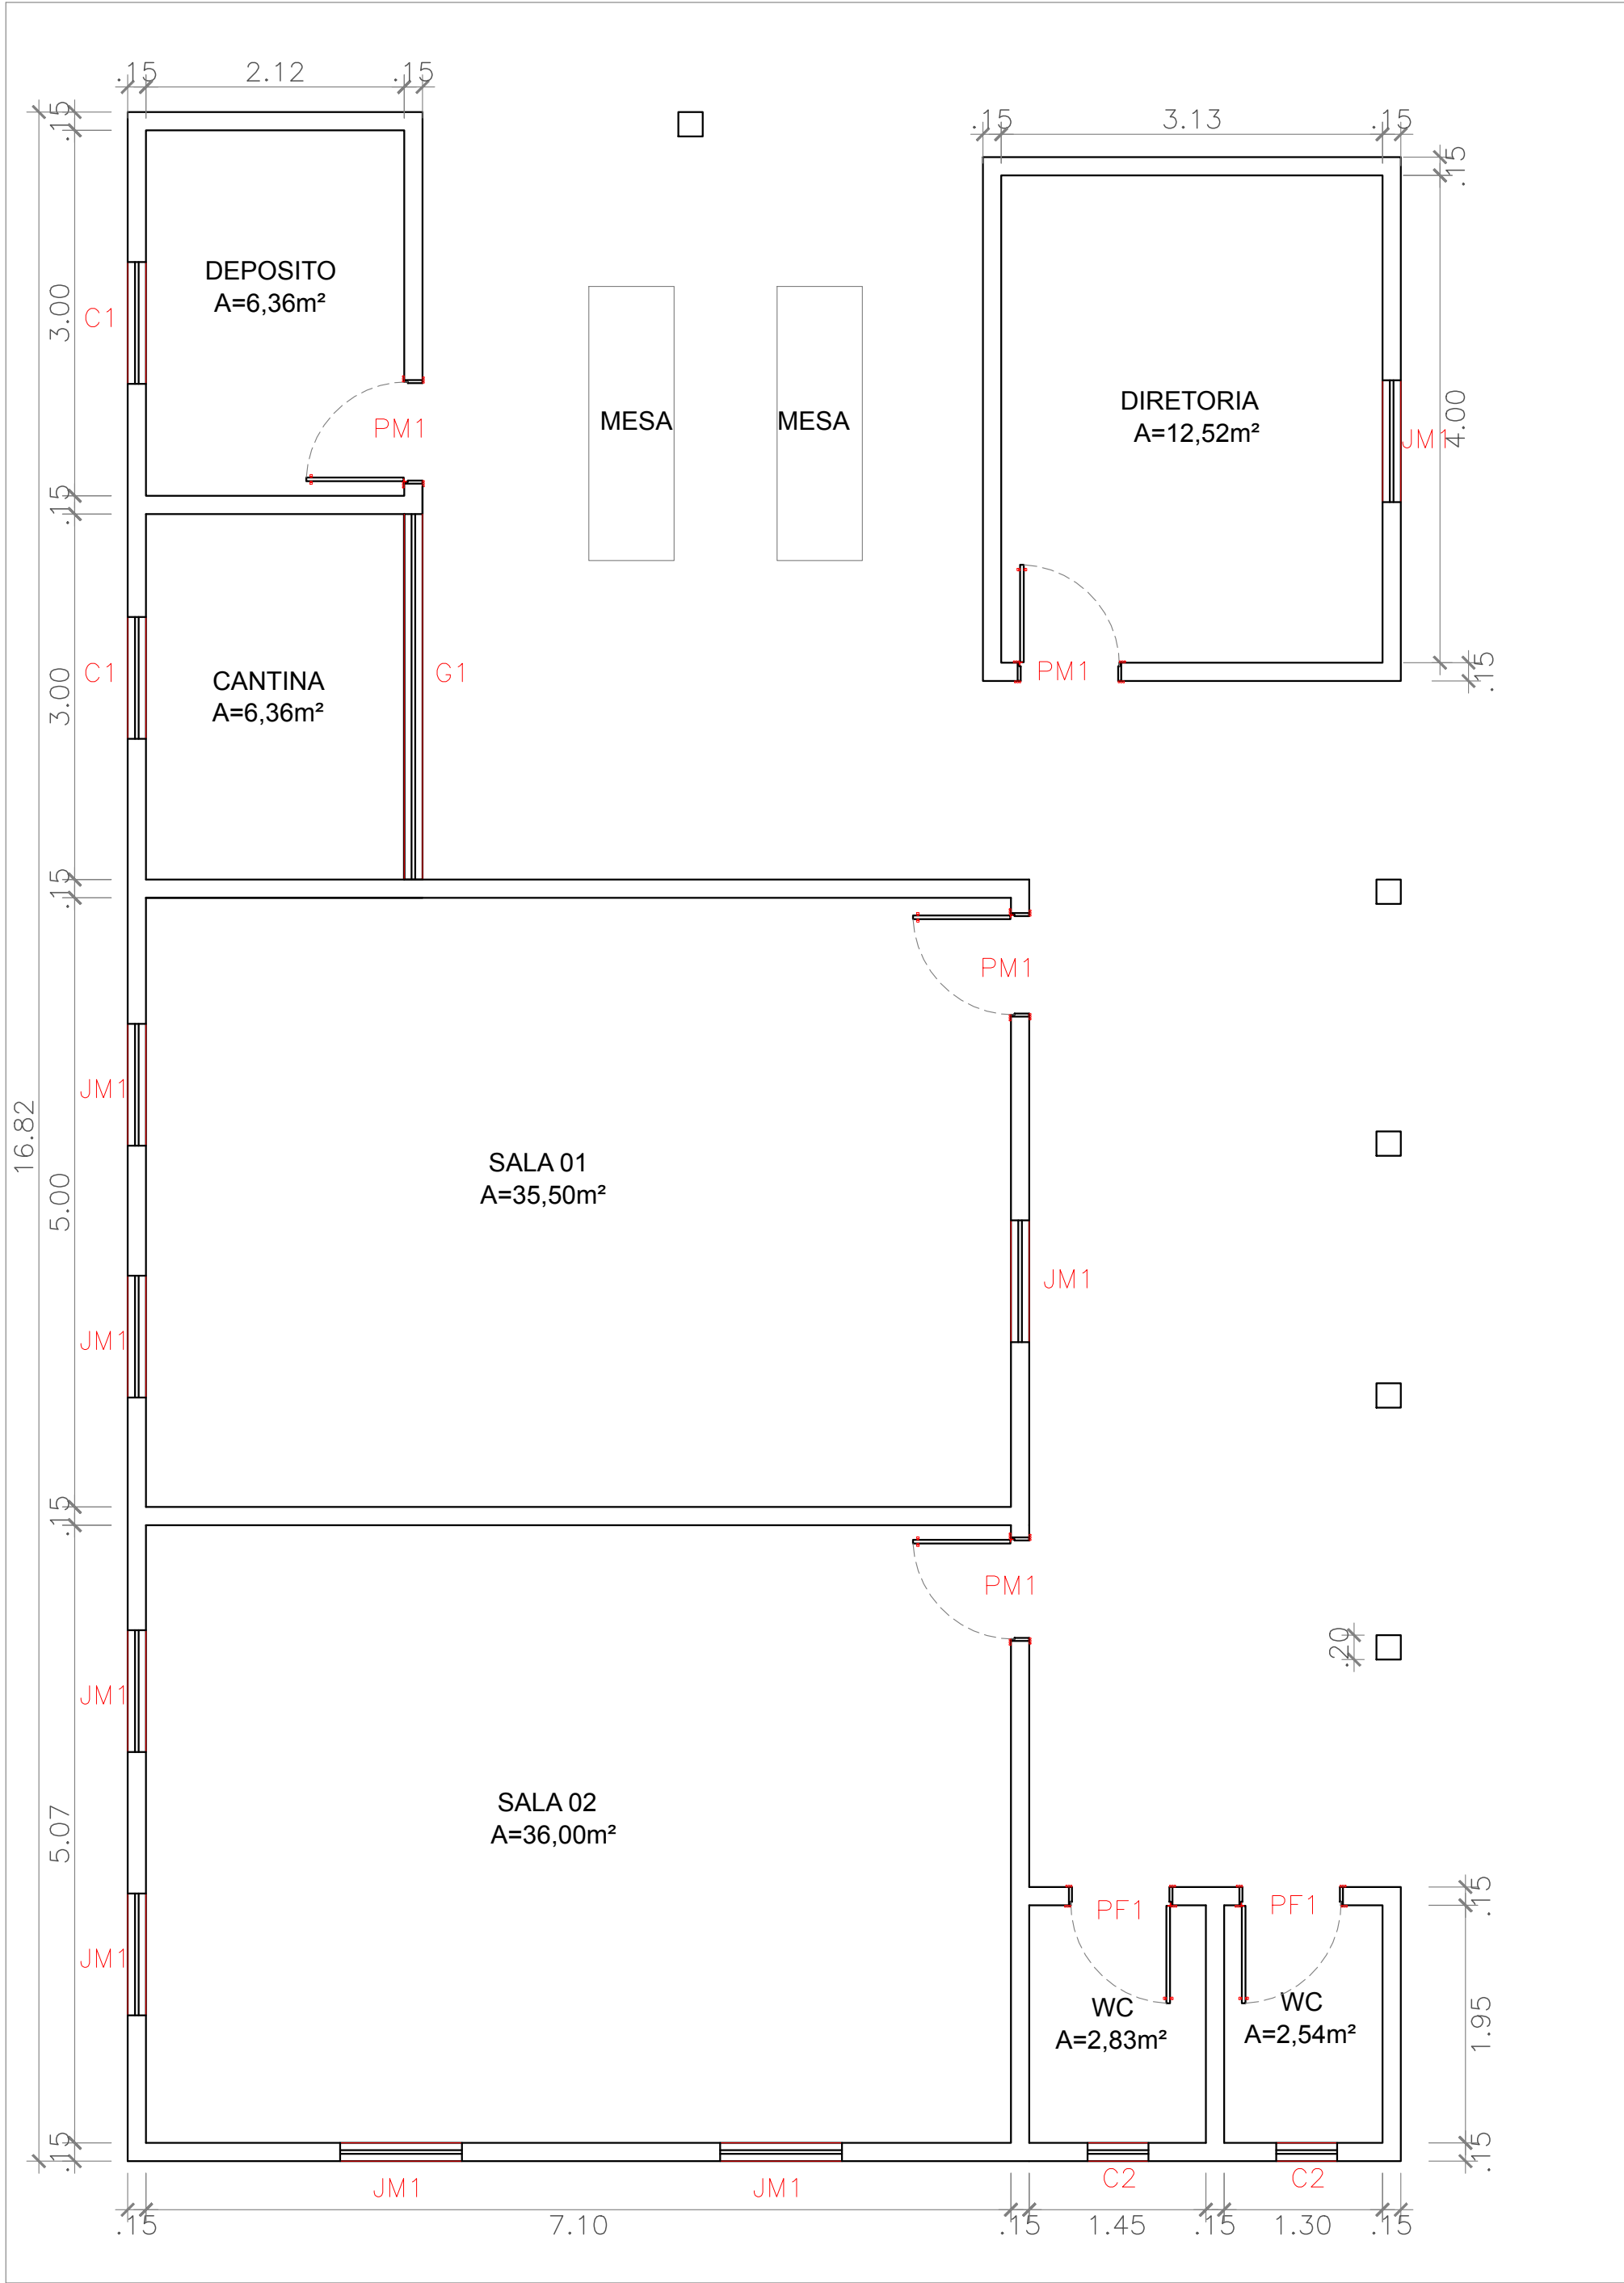 .15
2.12
.15
.15
3.13
.15
.15
.15
DEPOSITO
A=6,36m²
3.00
C1
PM1
MESA
MESA
DIRETORIA
A=12,52m²
JM1
4.00
.15
CANTINA
A=6,36m²
3.00
C1
G1
PM1
.15
.15
PM1
JM1
16.82
5.00
SALA 01
A=35,50m²
JM1
JM1
.15
PM1
.20
JM1
5.07
SALA 02
A=36,00m²
JM1
PF1
PF1
.15
WC
A=2,83m²
WC
A=2,54m²
1.95
.15
.15
JM1
JM1
C2
C2
.15
7.10
.15
1.45
.15
1.30
.15